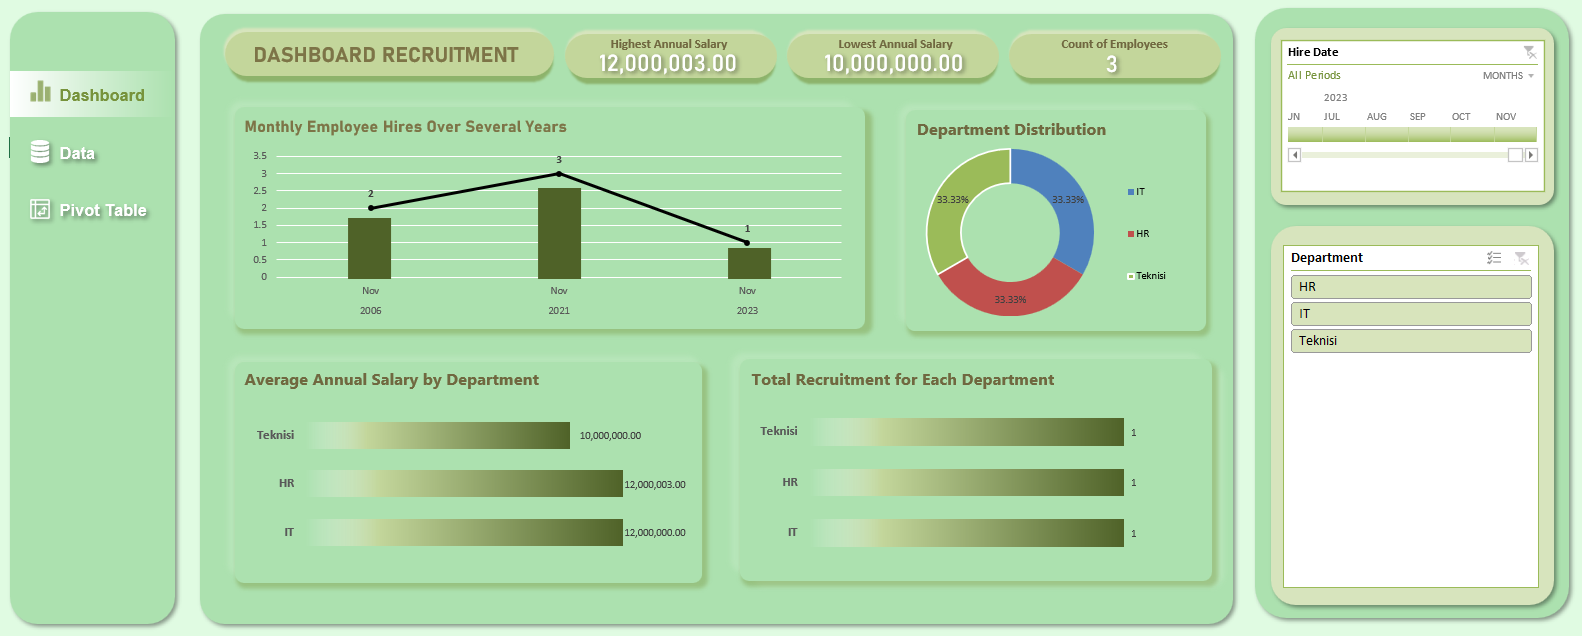 Dashboard
Data
Pivot Table
DASHBOARD RECRUITMENT
Highest Annual Salary
12,000,003.00
Lowest Annual Salary
10,000,000.00
Count of Employees
3
Monthly Employee Hires Over Several Years
3.5
3
2.5
2
1.5
1
0.5
0
2
3
1
Nov
Nov
Nov
2006
2021
2023
Department Distribution
33.33%
33.33%
33.33%
IT
HR
Teknisi
Average Annual Salary by Department
Teknisi
10,000,000.00
HR
12,000,003.00
IT
12,000,000.00
Total Recruitment for Each Department
Teknisi
1
HR
1
IT
1
Hire Date
All Periods
MONTHS
2023
UN JUL AUG SEP OCT NOV
Department
HR
IT
Teknisi